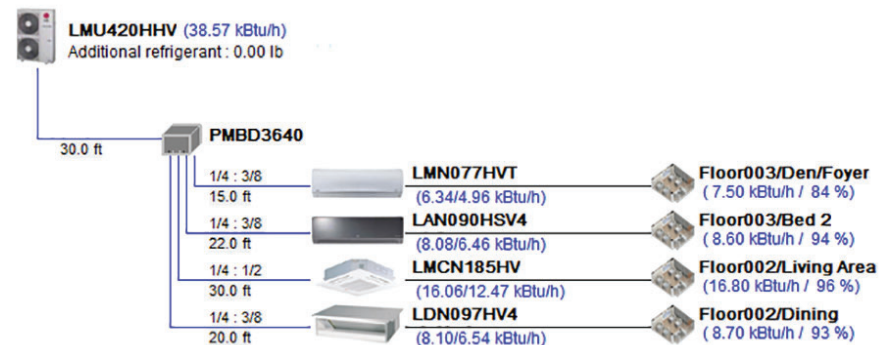 LMU420HHV (38.57 kBtu/h)
Additional refrigerant : 0.00 lb
30.0 ft
PMBD3640
1/4 : 3/8
15.0 ft
LMN077HVT
(6.34/4.96 kBtu/h)
Floor003/Den/Foyer
( 7.50 kBtu/h / 84 %)
1/4 : 3/8
22.0 ft
LAN090HSV4
(8.08/6.46 kBtu/h)
Floor003/Bed 2
( 8.60 kBtu/h / 94 %)
1/4 : 1/2
30.0 ft
LMCN185HV
(16.06/12.47 kBtu/h)
Floor002/Living Area
(16.80 kBtu/h / 96 %)
1/4 : 3/8
20.0 ft
LDN097HV4
(8.10/6.54 kBtu/h)
Floor002/Dining
( 8.70 kBtu/h / 93 %)